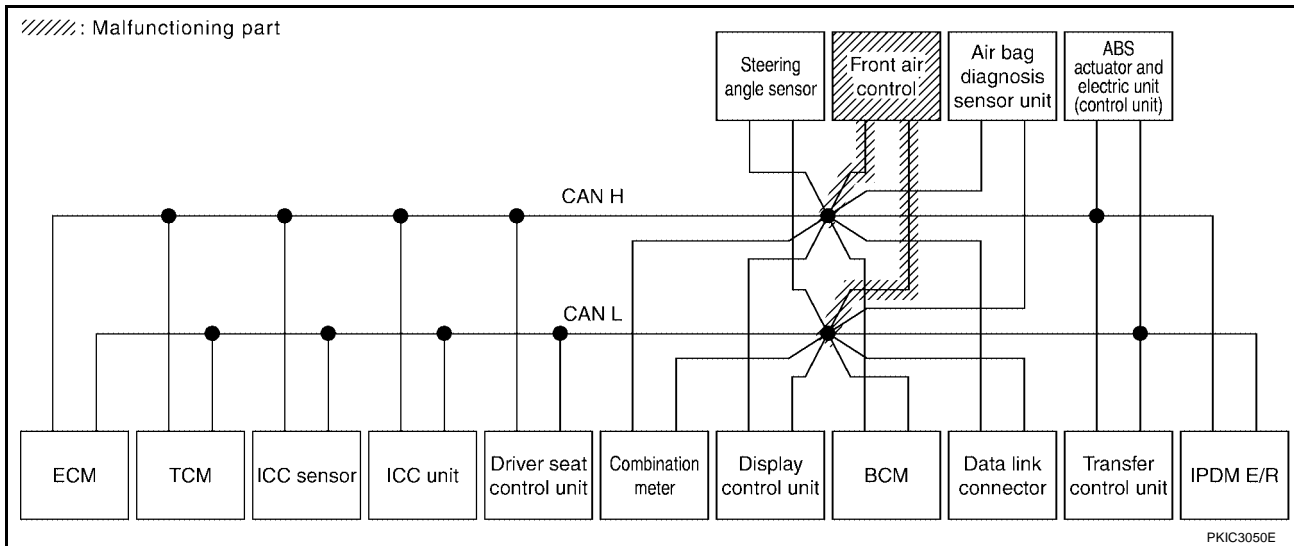 : Malfunctioning part
Steering
angle sensor
Front air
control
Air bag
diagnosis
sensor unit
ABS
actuator and
electric unit
(control unit)
CAN H
CAN L
ECM
TCM
ICC sensor
ICC unit
Driver seat
control unit
Combination
meter
Display
control unit
BCM
Data link
connector
Transfer
control unit
IPDM E/R
PKIC3050E